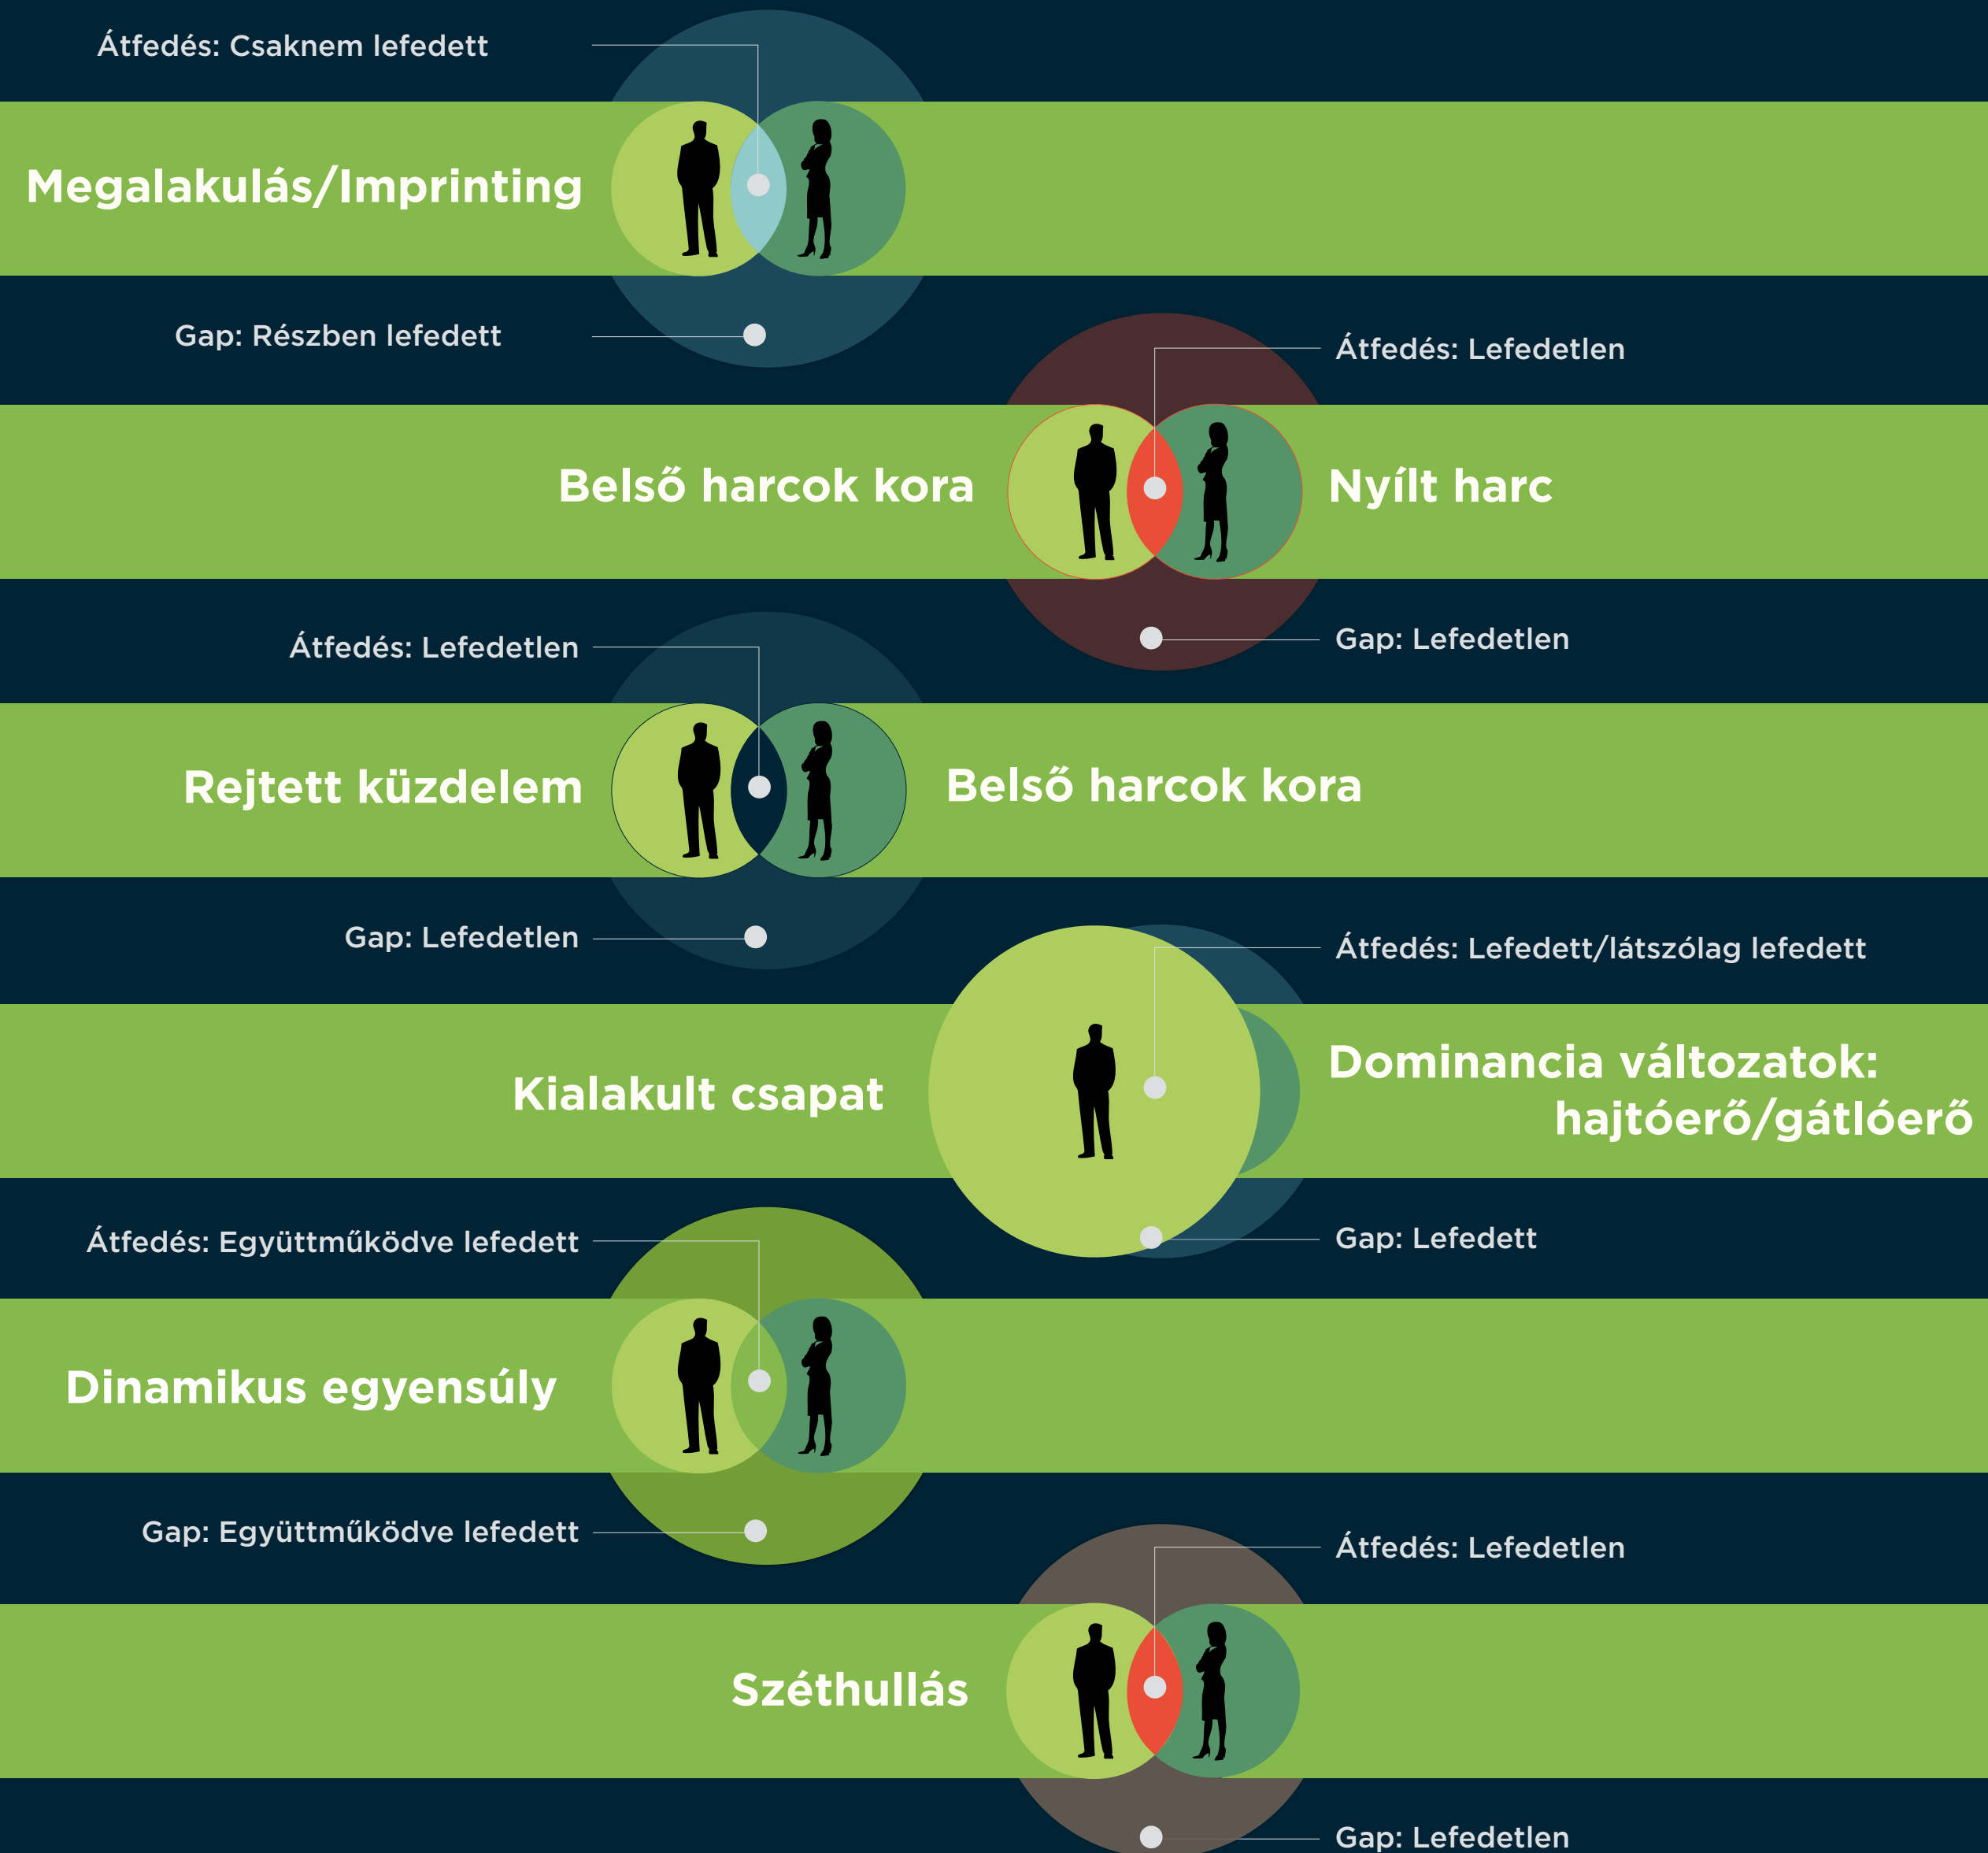 Átfedés: Csaknem lefedett
Megalakulás/Imprinting
Gap: Részben lefedett
Átfedés: Lefedetlen
Belső harcok kora
Nyílt harc
Gap: Lefedetlen
Átfedés: Lefedetlen
Rejtett küzdelem
Belső harcok kora
Gap: Lefedetlen
Átfedés: Lefedett/látszólag lefedett
Kialakult csapat
Dominancia változatok:
hajtóerő/gátlóerő
Gap: Lefedett
Átfedés: Együttműködve lefedett
Dinamikus egyensúly
Gap: Együttműködve lefedett
Átfedés: Lefedetlen
Széthullás
Gap: Lefedetlen